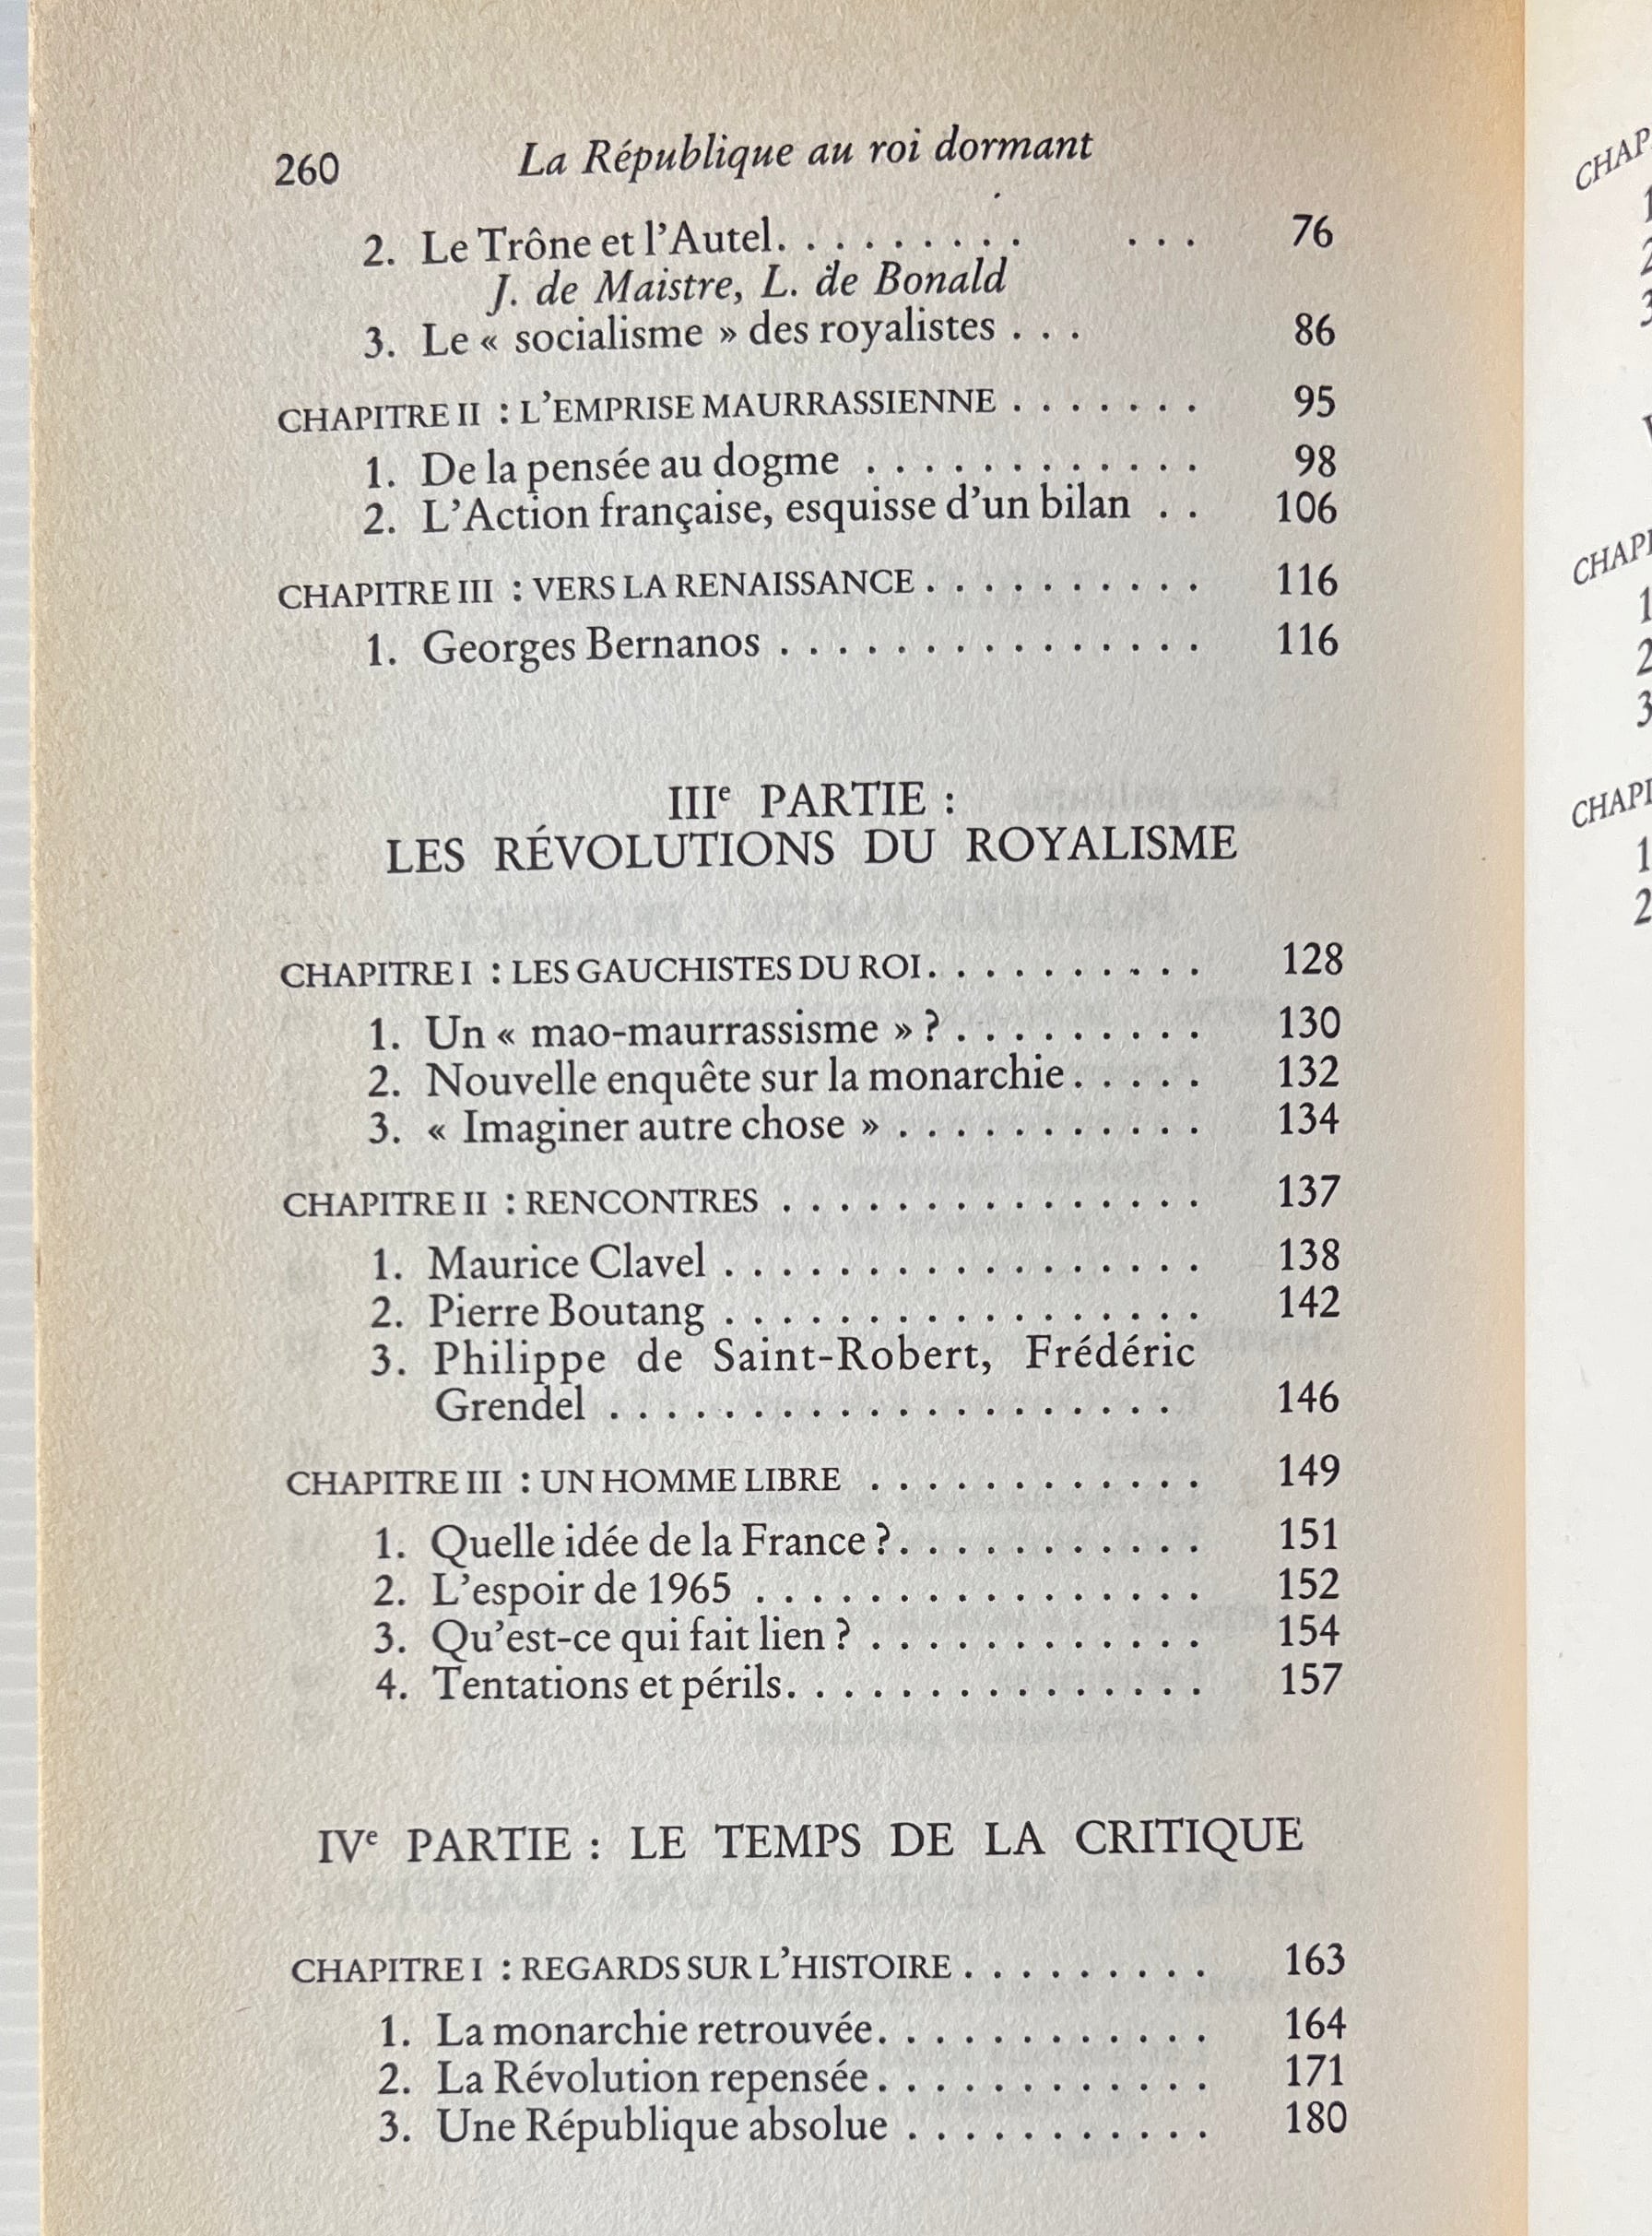 260 La République au roi dormant
2. Le Trône et l'Autel. . . . . . . . . . . . 76
J. de Maistre, L. de Bonald
3. Le « socialisme » des royalistes . . . 86
CHAPITRE II : L'EMPRISE MAURRASSIENNE . . . . . . . 95
1. De la pensée au dogme . . . . . . . . . . . . 98
2. L'Action française, esquisse d'un bilan . . 106
CHAPITRE III : VERS LA RENAISSANCE . . . . . . . . . . 116
1. Georges Bernanos . . . . . . . . . . . . . . . 116
IIIe PARTIE :
LES RÉVOLUTIONS DU ROYALISME
CHAPITRE I : LES GAUCHISTES DU ROI. . . . . . . . . . 128
1. Un « mao-maurrassisme » ? . . . . . . . . . 130
2. Nouvelle enquête sur la monarchie . . . . . 132
3. « Imaginer autre chose » . . . . . . . . . . . 134
CHAPITRE II : RENCONTRES . . . . . . . . . . . . . . . 137
1. Maurice Clavel . . . . . . . . . . . . . . . . . 138
2. Pierre Boutang . . . . . . . . . . . . . . . . . 142
3. Philippe de Saint-Robert, Frédéric
Grendel . . . . . . . . . . . . . . . . . . . . 146
CHAPITRE III : UN HOMME LIBRE . . . . . . . . . . . . 149
1. Quelle idée de la France ? . . . . . . . . . . . 151
2. L'espoir de 1965 . . . . . . . . . . . . . . . . 152
3. Qu'est-ce qui fait lien ? . . . . . . . . . . . . 154
4. Tentations et périls. . . . . . . . . . . . . . . 157
IVe PARTIE : LE TEMPS DE LA CRITIQUE
CHAPITRE I : REGARDS SUR L'HISTOIRE . . . . . . . . . 163
1. La monarchie retrouvée. . . . . . . . . . . . 164
2. La Révolution repensée . . . . . . . . . . . . 171
3. Une République absolue . . . . . . . . . . . 180